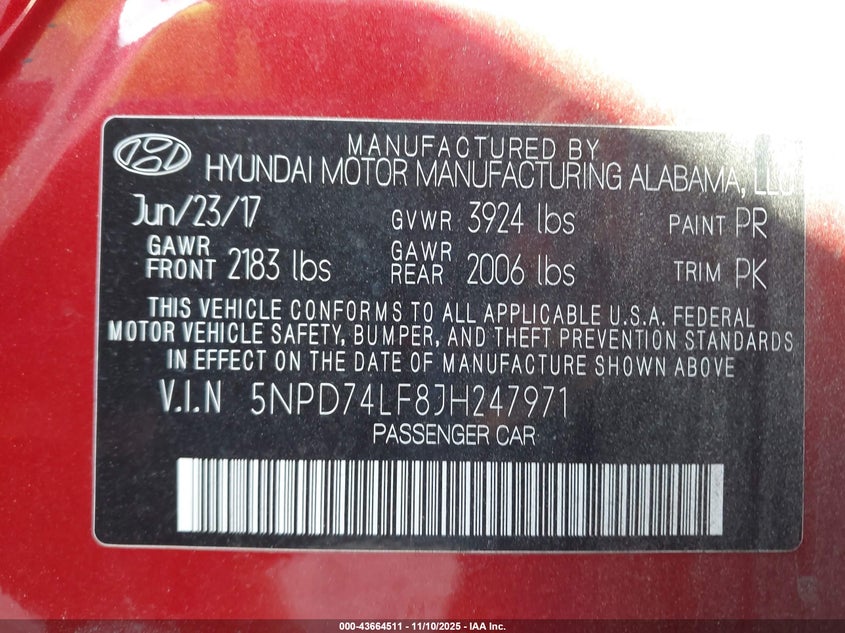 MANUFACTURED BY
HYUNDAI MOTOR MANUFACTURING ALABAMA, LLC
Jun/23/17 GVWR 3924 lbs PAINT PR
GAWR FRONT 2183 lbs GAWR REAR 2006 lbs TRIM PK
THIS VEHICLE CONFORMS TO ALL APPLICABLE U.S.A. FEDERAL
MOTOR VEHICLE SAFETY, BUMPER, AND THEFT PREVENTION STANDARDS
IN EFFECT ON THE DATE OF MANUFACTURE SHOWN ABOVE
V.I.N 5NPD74LF8JH247971
PASSENGER CAR
000-43664511 - 11/10/2025 - IAA Inc.